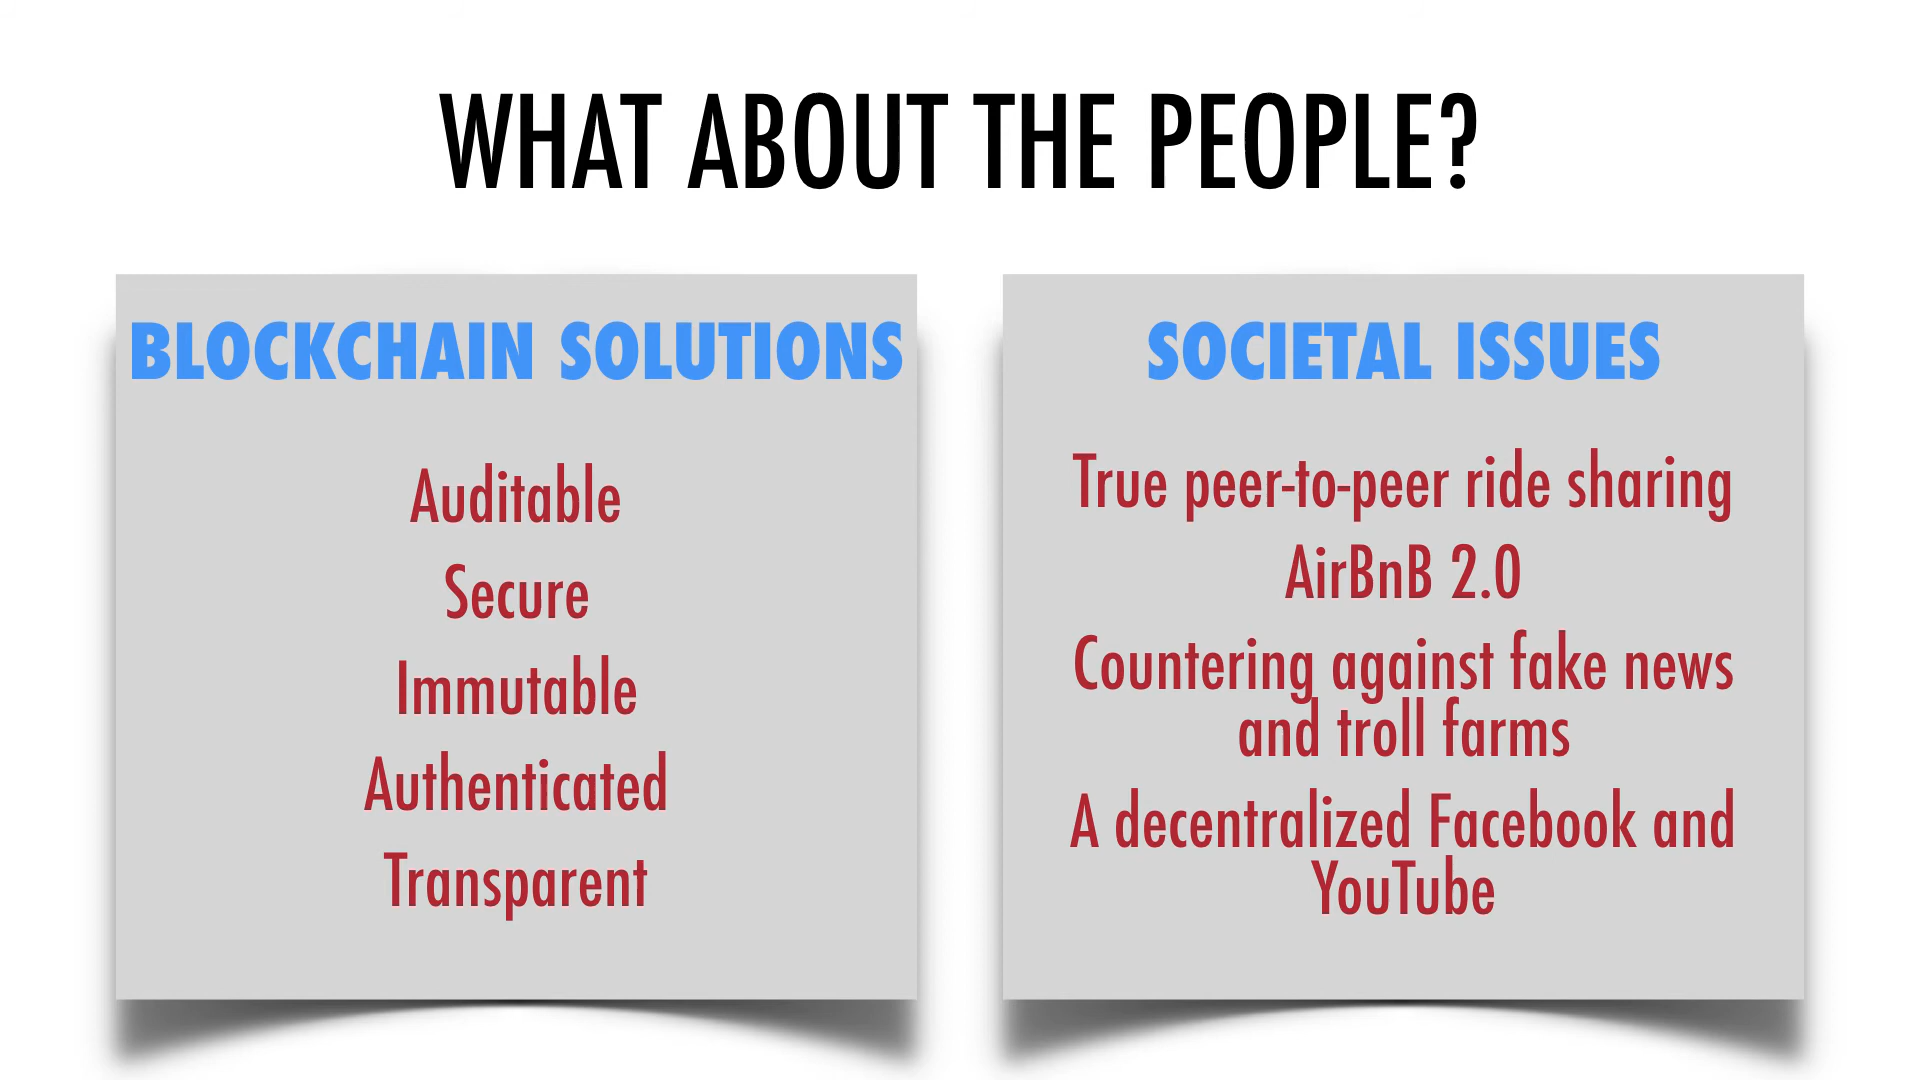 WHAT ABOUT THE PEOPLE?
BLOCKCHAIN SOLUTIONS
Auditable
Secure
Immutable
Authenticated
Transparent
SOCIETAL ISSUES
True peer-to-peer ride sharing
AirBnB 2.0
Countering against fake news
and troll farms
A decentralized Facebook and
YouTube